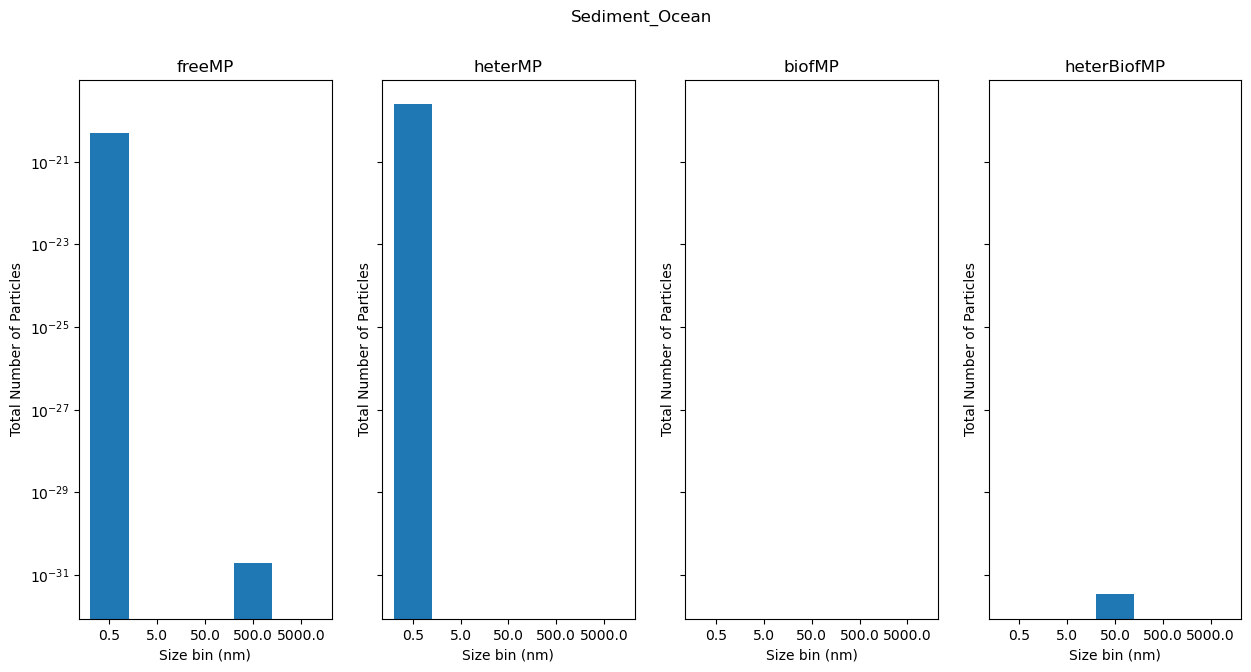 Sediment_Ocean
freeMP
heterMP
biofMP
heterBiofMP
Total Number of Particles
10⁻²¹
10⁻²³
10⁻²⁵
10⁻²⁷
10⁻²⁹
10⁻³¹
0.5 5.0 50.0 500.0 5000.0
Size bin (nm)
Total Number of Particles
0.5 5.0 50.0 500.0 5000.0
Size bin (nm)
Total Number of Particles
0.5 5.0 50.0 500.0 5000.0
Size bin (nm)
Total Number of Particles
0.5 5.0 50.0 500.0 5000.0
Size bin (nm)